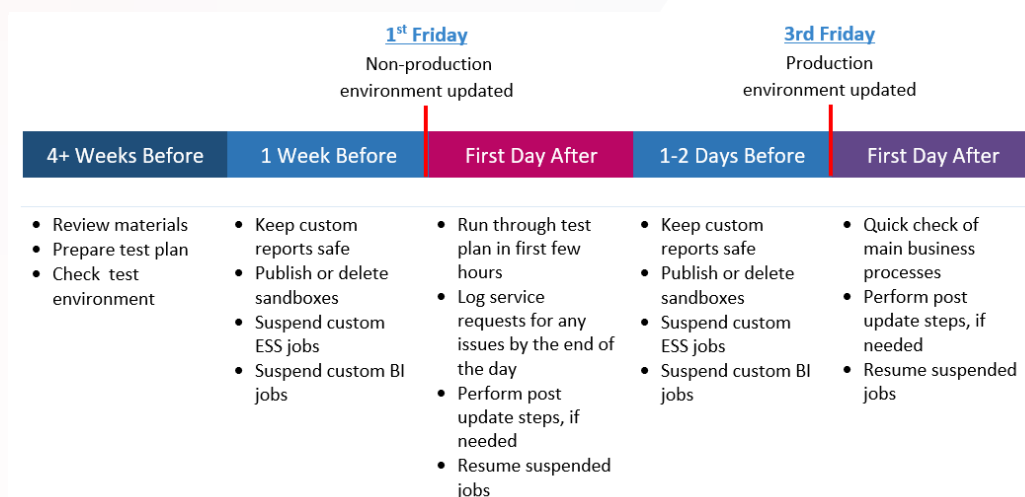 1st Friday
Non-production
environment updated
3rd Friday
Production
environment updated
4+ Weeks Before
1 Week Before
First Day After
1-2 Days Before
First Day After
• Review materials
• Prepare test plan
• Check test
environment
• Keep custom
reports safe
• Publish or delete
sandboxes
• Suspend custom
ESS jobs
• Suspend custom BI
jobs
• Run through test
plan in first few
hours
• Log service
requests for any
issues by the end of
the day
• Perform post
update steps, if
needed
• Resume suspended
jobs
• Keep custom
reports safe
• Publish or delete
sandboxes
• Suspend custom
ESS jobs
• Suspend custom BI
jobs
• Quick check of
main business
processes
• Perform post
update steps, if
needed
• Resume suspended
jobs